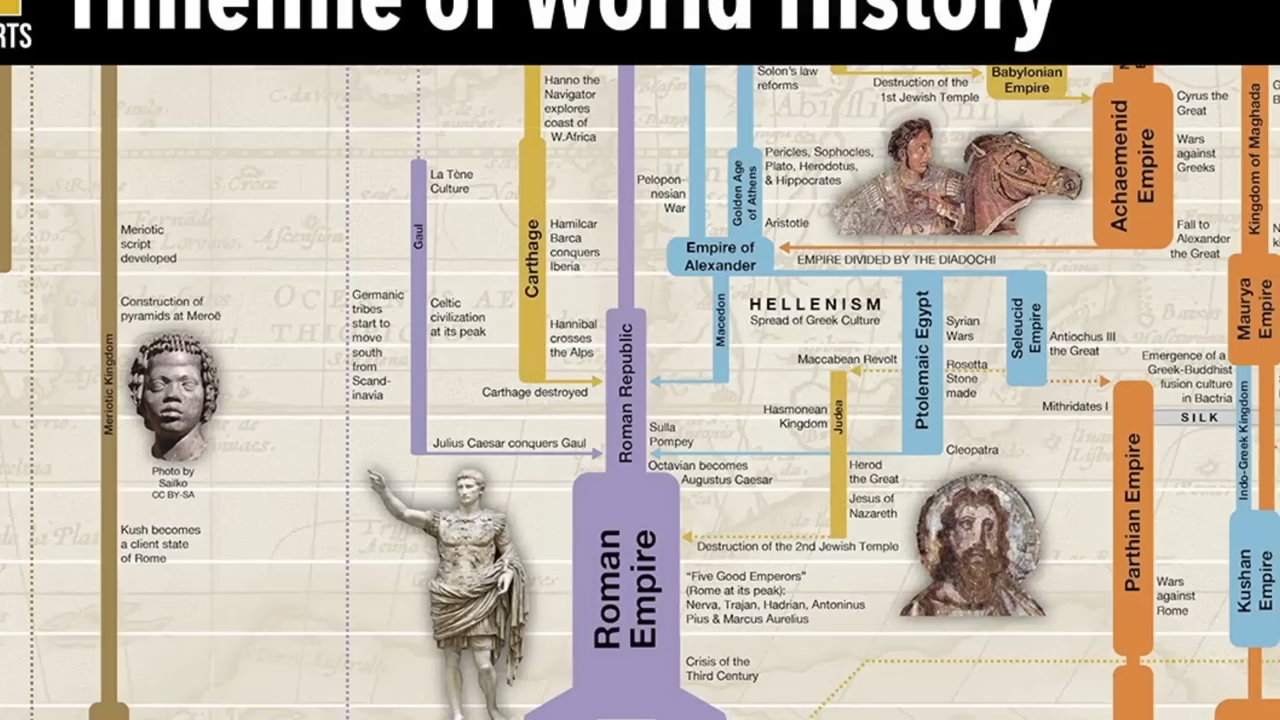 Timeline of World History
RTS
Hanno the
Navigator
explores
coast of
W.Africa
Solon's law
reforms
Destruction of the
1st Jewish Temple
Babylonian
Empire
Achaemenid
Empire
Cyrus the
Great
Wars
against
Greeks
Fall to
Alexander
the Great
Kingdom of Maghada
La Tène
Culture
Gaul
Carthage
Hamilcar
Barca
conquers
Iberia
Pelopon-
nesian
War
Golden Age
of Athens
Pericles, Sophocles,
Plato, Herodotus,
& Hippocrates
Aristotle
Empire of
Alexander
EMPIRE DIVIDED BY THE DIADOCHI
Meriotic
script
developed
Construction of
pyramids at Meroë
Meriotic Kingdom
Photo by
Sailko
CC BY-SA
Kush becomes
a client state
of Rome
Germanic
tribes
start to
move
south
from
Scand-
inavia
Celtic
civilization
at its peak
Hannibal
crosses
the Alps
Carthage destroyed
Julius Caesar conquers Gaul
Roman Republic
Macedon
HELLENISM
Spread of Greek Culture
Maccabean Revolt
Hasmonean
Kingdom
Judea
Ptolemaic Egypt
Syrian
Wars
Rosetta
Stone
made
Cleopatra
Seleucid
Empire
Antiochus III
the Great
Mithridates I
Maurya
Empire
Emergence of a
Greek-Buddhist
fusion culture
in Bactria
SILK
Indo-Greek Kingdom
Sulla
Pompey
Octavian becomes
Augustus Caesar
Herod
the Great
Jesus of
Nazareth
Destruction of the 2nd Jewish Temple
Roman
Empire
"Five Good Emperors"
(Rome at its peak):
Nerva, Trajan, Hadrian, Antoninus
Pius & Marcus Aurelius
Crisis of the
Third Century
Parthian Empire
Wars
against
Rome
Kushan
Empire